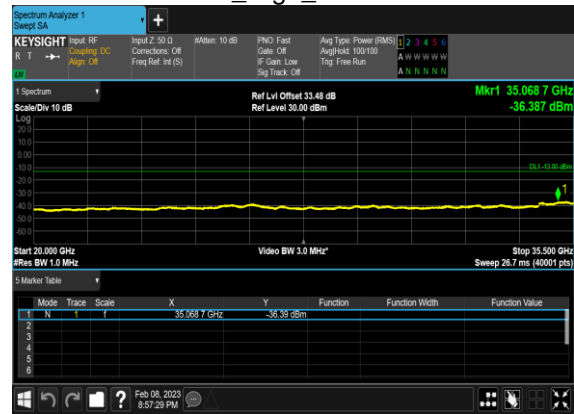 Spectrum Analyzer 1
Swept SA
+
KEYSIGHT Input: RF Input Z: 50 Ω #Atten: 10 dB PNO: Fast Avg Type: Power (RMS) 1 2 3 4 5 6
R T Coupling: DC Corrections: Off Gate: Off Avg|Hold: 100/100 A W W W W W
Align: Off Freq Ref: Int (S) IF Gain: Low Trig: Free Run
Sig Track: Off A N N N N N
1 Spectrum Ref Lvl Offset 33.48 dB Mkr1 35.068 7 GHz
Scale/Div 10 dB Ref Level 30.00 dBm -36.387 dBm
Log
20.0
10.0
0.00
-10.0 DL1 -13.00 dBm
-20.0
-30.0 1
-40.0
-50.0
-60.0
Start 20.000 GHz Video BW 3.0 MHz* Stop 35.500 GHz
#Res BW 1.0 MHz Sweep 26.7 ms (40001 pts)
5 Marker Table
Mode Trace Scale X Y Function Function Width Function Value
1 N 1 f 35.068 7 GHz -36.39 dBm
2
3
4
5
6
? Feb 08, 2023
8:57:29 PM